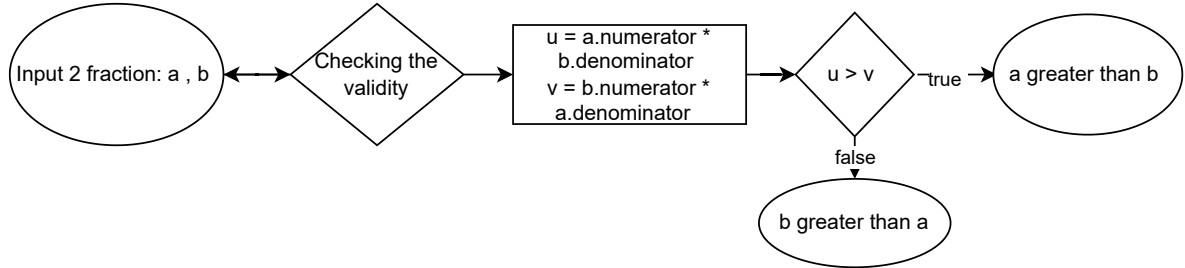 Input 2 fraction: a , b
Checking the
validity
u = a.numerator *
b.denominator
v = b.numerator *
a.denominator
u > v
true
a greater than b
false
b greater than a